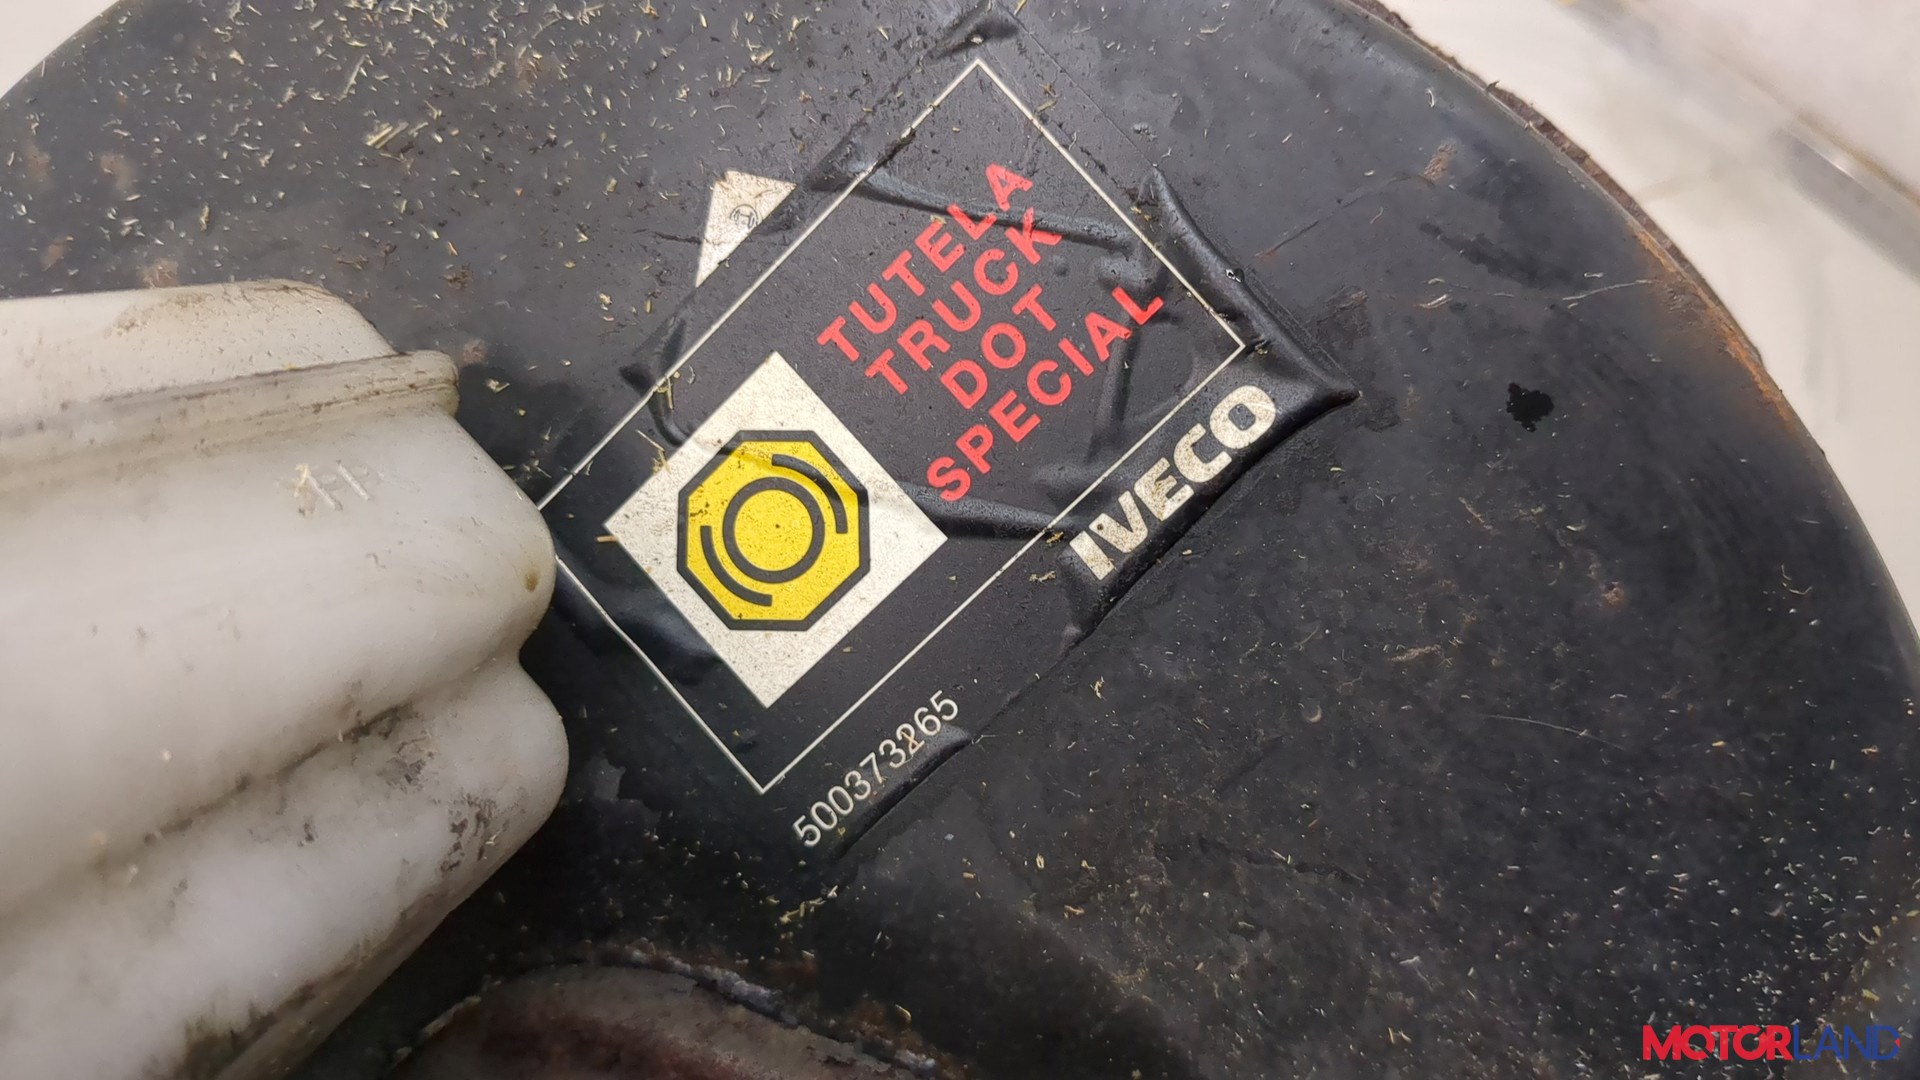 TUTELA
TRUCK
DOT
SPECIAL
IVECO
500373265
MOTORLAND